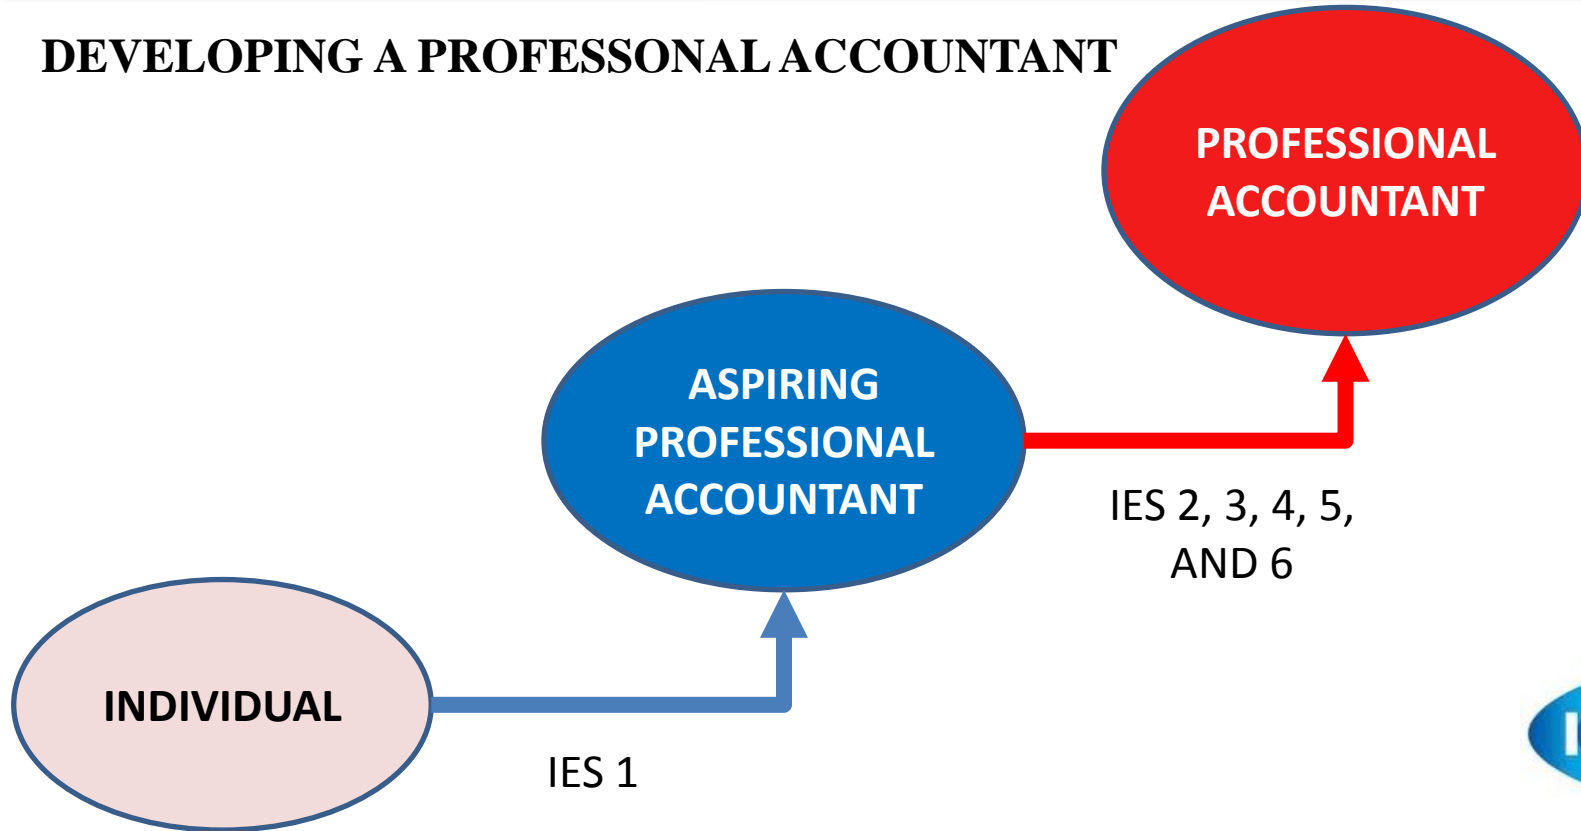 DEVELOPING A PROFESSONAL ACCOUNTANT
PROFESSIONAL
ACCOUNTANT
ASPIRING
PROFESSIONAL
ACCOUNTANT
IES 2, 3, 4, 5,
AND 6
INDIVIDUAL
IES 1